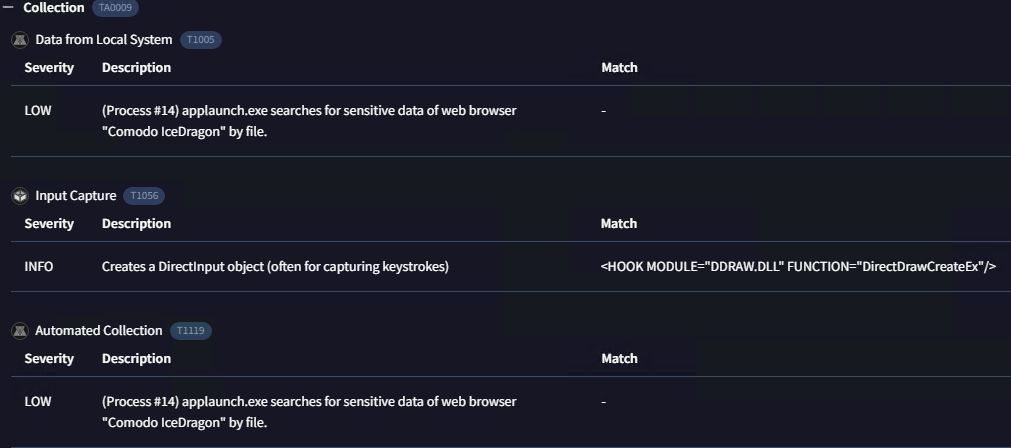 Collection TA0009
Data from Local System T1005
Severity Description Match
LOW (Process #14) applaunch.exe searches for sensitive data of web browser -
"Comodo IceDragon" by file.
Input Capture T1056
Severity Description Match
INFO Creates a DirectInput object (often for capturing keystrokes) <HOOK MODULE="DDRAW.DLL" FUNCTION="DirectDrawCreateEx"/>
Automated Collection T1119
Severity Description Match
LOW (Process #14) applaunch.exe searches for sensitive data of web browser -
"Comodo IceDragon" by file.